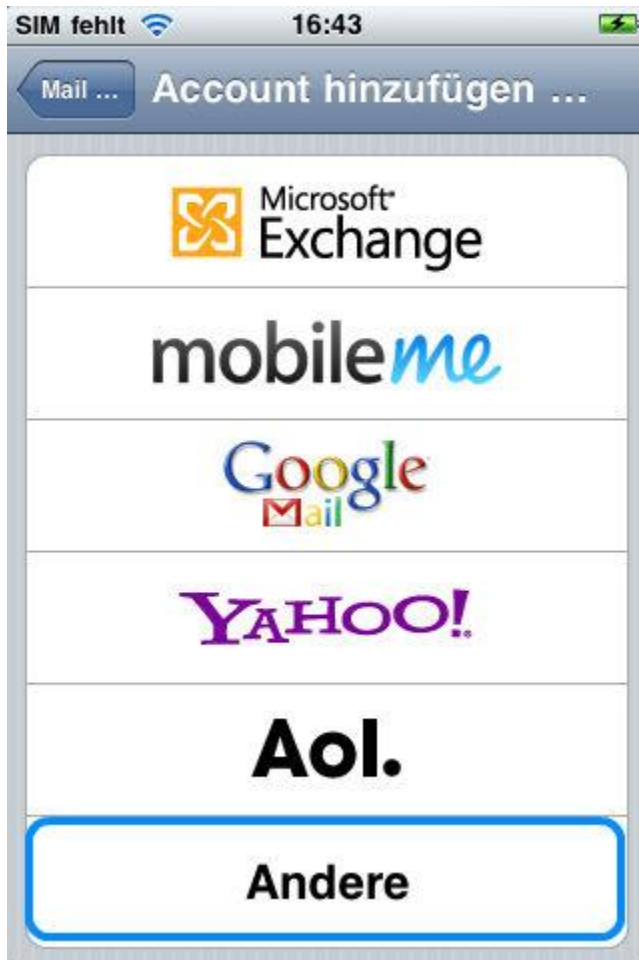 SIM fehlt 16:43
Mail ... Account hinzufügen ...
Microsoft
Exchange
mobileme
Google
Mail
YAHOO!
Aol.
Andere